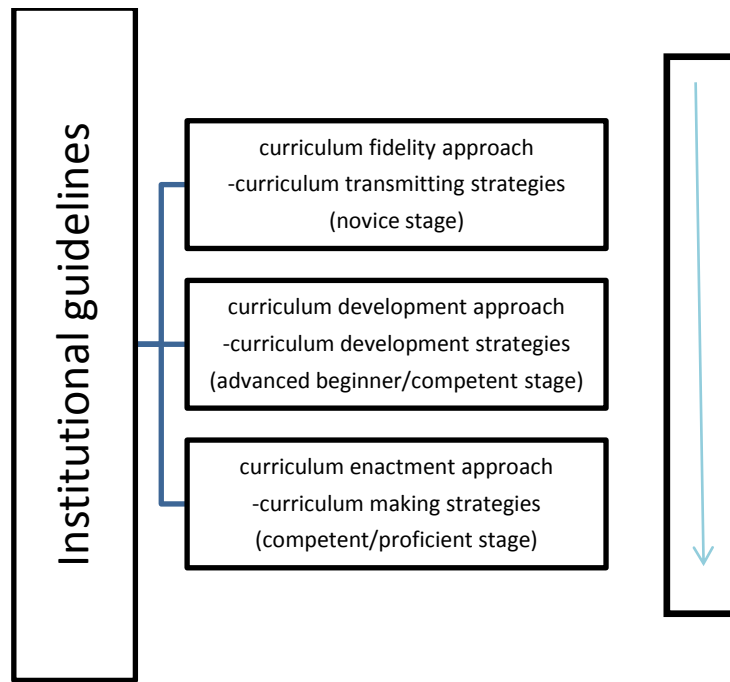 Institutional guidelines
curriculum fidelity approach
-curriculum transmitting strategies
(novice stage)
curriculum development approach
-curriculum development strategies
(advanced beginner/competent stage)
curriculum enactment approach
-curriculum making strategies
(competent/proficient stage)